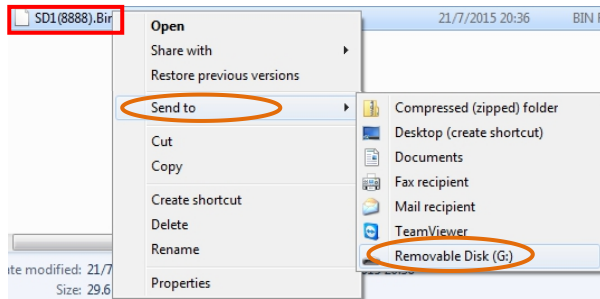 SD1(8888).Bin
21/7/2015 20:36
BIN
Open
Share with
Restore previous versions
Send to
Cut
Copy
Create shortcut
Delete
Rename
Properties
Compressed (zipped) folder
Desktop (create shortcut)
Documents
Fax recipient
Mail recipient
TeamViewer
Removable Disk (G:)
te modified: 21/7
Size: 29.6